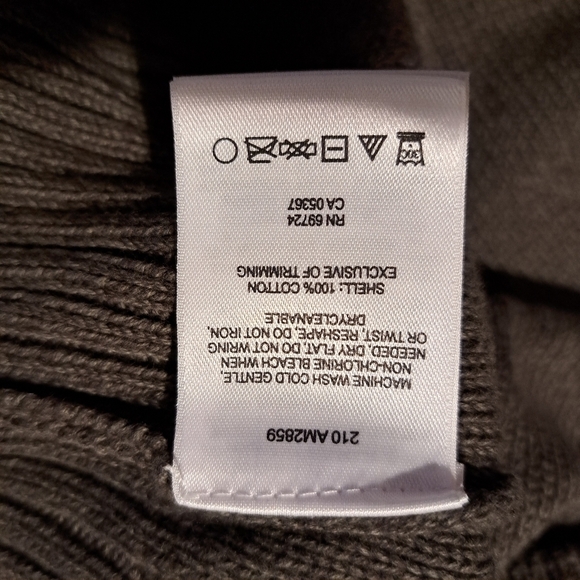 210 AM2859
MACHINE WASH COLD GENTLE.
NON-CHLORINE BLEACH WHEN
NEEDED, DRY FLAT, DO NOT WRING
OR TWIST, RESHAPE, DO NOT IRON,
DRYCLEANABLE
SHELL: 100% COTTON
EXCLUSIVE OF TRIMMING
RN 69724
CA 05367
30C